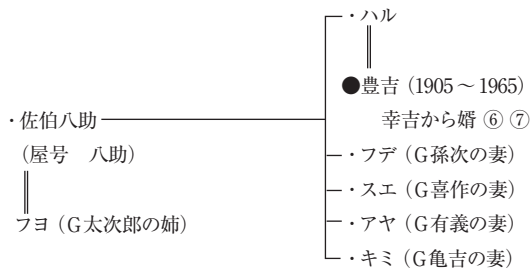 ・ハル
●豊吉 (1905～1965)
幸吉から婿 ⑥ ⑦
・佐伯八助
(屋号　八助)
フヨ (G太次郎の姉)
・フデ (G孫次の妻)
・スエ (G喜作の妻)
・アヤ (G有義の妻)
・キミ (G亀吉の妻)